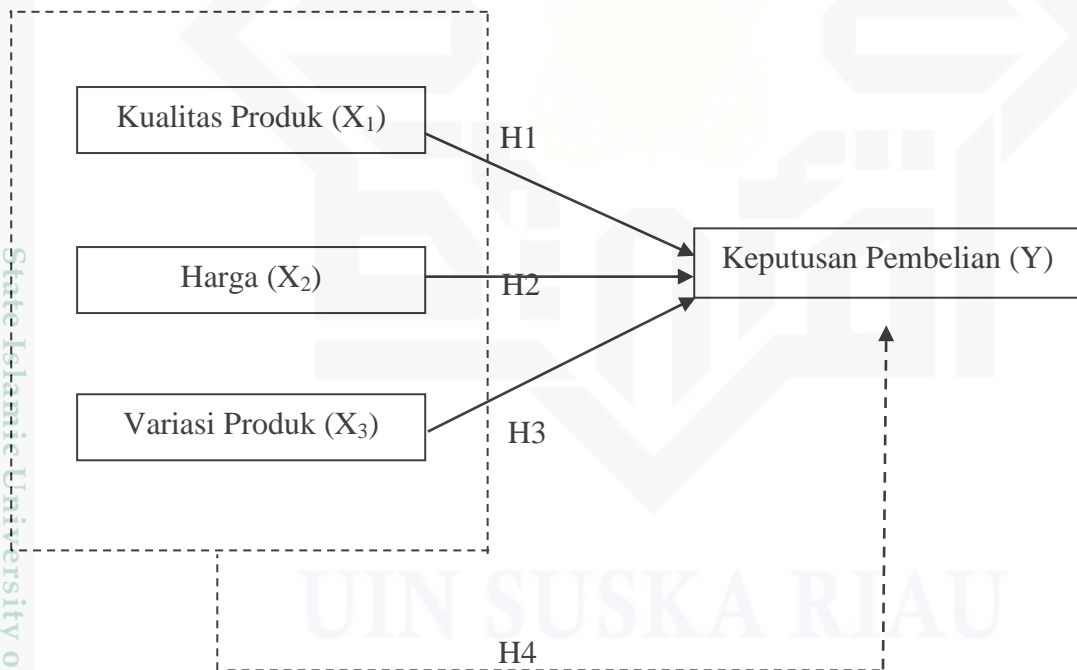 Kualitas Produk (X₁)
H1
Keputusan Pembelian (Y)
Harga (X₂)
H2
Variasi Produk (X₃)
H3
H4
State Islamic University o
UIN SUSKA RIAU